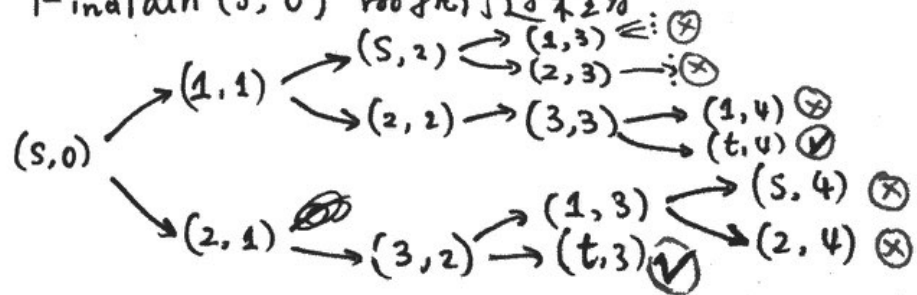 (S, 0)
(S, 2) → (1, 3) ⊗
→ (2, 3) → ⊗
(1, 1)
(2, 2) → (3, 3) → (1, 4) ⊗
(t, 4) ✓
(S, 0)
(1, 3) → (S, 4) ⊗
(2, 1) → (3, 2) → (t, 3) ✓ (2, 4) ⊗